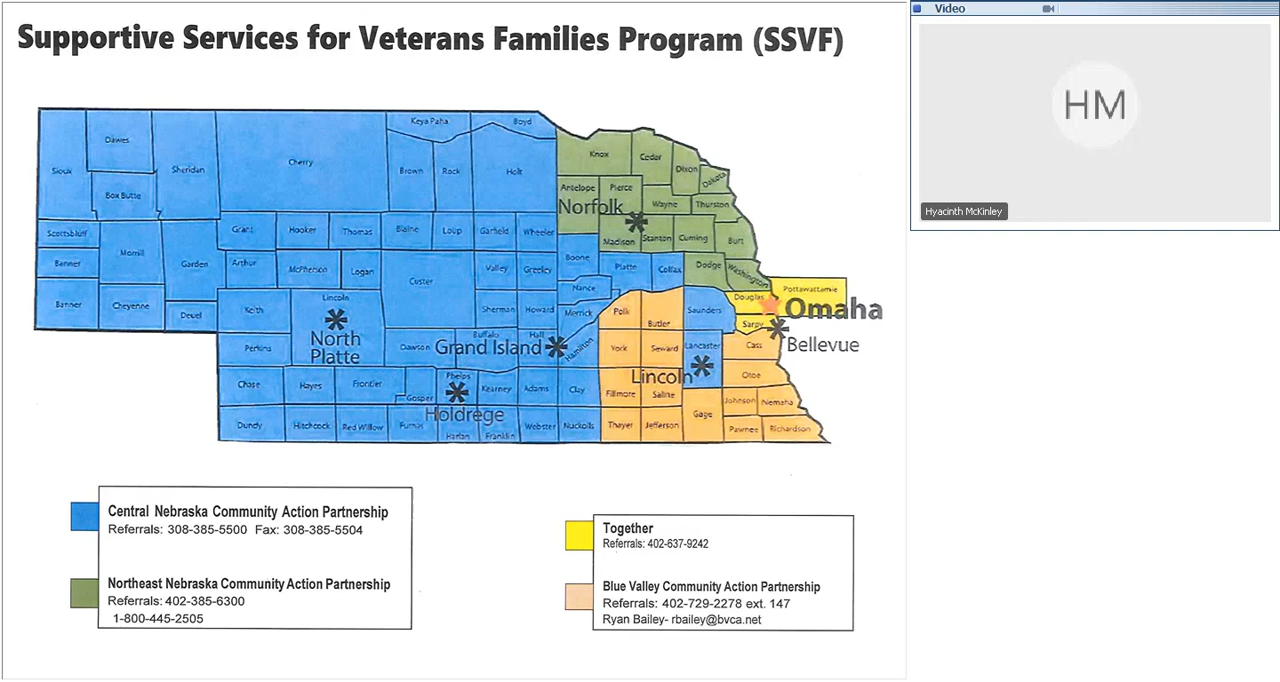 Supportive Services for Veterans Families Program (SSVF)
Video
HM
Hyacinth McKinley
Keya Paha
Boyd
Dawes
Sioux
Sheridan
Cherry
Brown
Rock
Holt
Box Butte
Knox
Cedar
Dixon
Dakota
Antelope
Pierce
Wayne
Thurston
Norfolk
Madison
Stanton
Cuming
Burt
Scottsbluff
Grant
Hooker
Thomas
Blaine
Loup
Garfield
Wheeler
Banner
Morrill
Garden
Arthur
McPherson
Logan
Custer
Valley
Greeley
Boone
Platte
Colfax
Dodge
Washington
Nance
Banner
Cheyenne
Deuel
Keith
Lincoln
North
Platte
Sherman
Howard
Merrick
Polk
Butler
Saunders
Douglas
Pottawattamie
Omaha
Sarpy
Bellevue
Perkins
Dawson
Buffalo
Hall
Grand Island
Hamilton
York
Seward
Lancaster
Cass
Chase
Hayes
Frontier
Gosper
Phelps
Kearney
Adams
Clay
Fillmore
Saline
Lincoln
Otoe
Holdrege
Dundy
Hitchcock
Red Willow
Furnas
Harlan
Franklin
Webster
Nuckolls
Thayer
Jefferson
Gage
Johnson
Nemaha
Pawnee
Richardson
Central Nebraska Community Action Partnership
Referrals: 308-385-5500 Fax: 308-385-5504
Northeast Nebraska Community Action Partnership
Referrals: 402-385-6300
1-800-445-2505
Together
Referrals: 402-637-9242
Blue Valley Community Action Partnership
Referrals: 402-729-2278 ext. 147
Ryan Bailey- rbailey@bvca.net